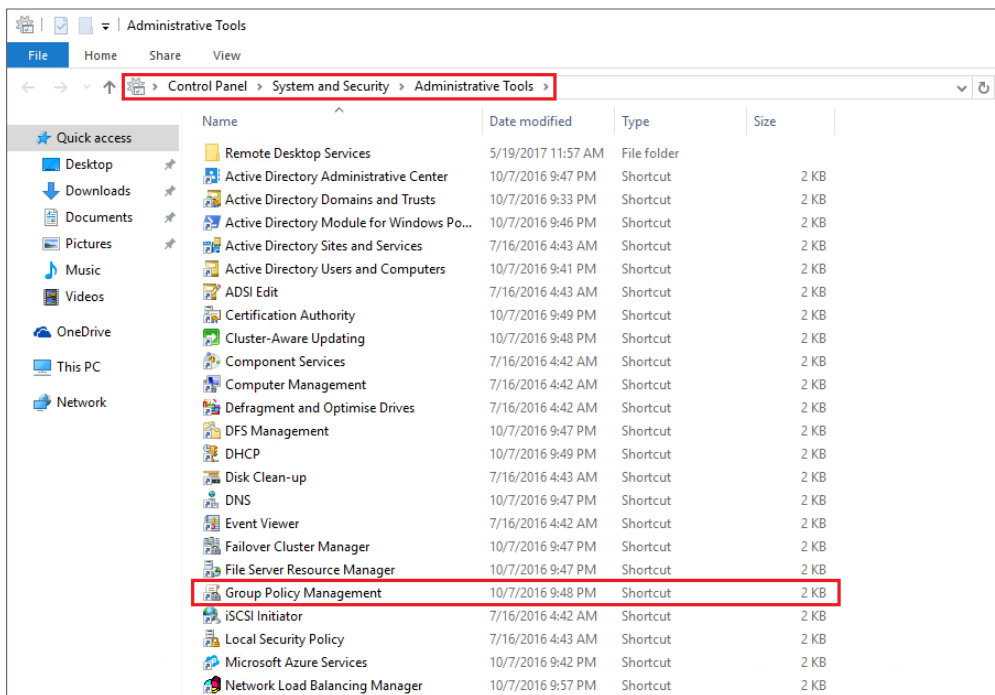 Administrative Tools
File Home Share View
Control Panel > System and Security > Administrative Tools >
Name Date modified Type Size
Quick access
Desktop
Downloads
Documents
Pictures
Music
Videos
OneDrive
This PC
Network
Remote Desktop Services 5/19/2017 11:57 AM File folder
Active Directory Administrative Center 10/7/2016 9:47 PM Shortcut 2 KB
Active Directory Domains and Trusts 10/7/2016 9:33 PM Shortcut 2 KB
Active Directory Module for Windows Po... 10/7/2016 9:46 PM Shortcut 2 KB
Active Directory Sites and Services 7/16/2016 4:43 AM Shortcut 2 KB
Active Directory Users and Computers 10/7/2016 9:41 PM Shortcut 2 KB
ADSI Edit 7/16/2016 4:43 AM Shortcut 2 KB
Certification Authority 10/7/2016 9:49 PM Shortcut 2 KB
Cluster-Aware Updating 10/7/2016 9:48 PM Shortcut 2 KB
Component Services 7/16/2016 4:42 AM Shortcut 2 KB
Computer Management 7/16/2016 4:42 AM Shortcut 2 KB
Defragment and Optimise Drives 7/16/2016 4:42 AM Shortcut 2 KB
DFS Management 10/7/2016 9:47 PM Shortcut 2 KB
DHCP 10/7/2016 9:49 PM Shortcut 2 KB
Disk Clean-up 7/16/2016 4:43 AM Shortcut 2 KB
DNS 10/7/2016 9:47 PM Shortcut 2 KB
Event Viewer 7/16/2016 4:42 AM Shortcut 2 KB
Failover Cluster Manager 10/7/2016 9:47 PM Shortcut 2 KB
File Server Resource Manager 10/7/2016 9:47 PM Shortcut 2 KB
Group Policy Management 10/7/2016 9:48 PM Shortcut 2 KB
iSCSI Initiator 7/16/2016 4:42 AM Shortcut 2 KB
Local Security Policy 7/16/2016 4:43 AM Shortcut 2 KB
Microsoft Azure Services 10/7/2016 9:42 PM Shortcut 2 KB
Network Load Balancing Manager 10/7/2016 9:57 PM Shortcut 2 KB